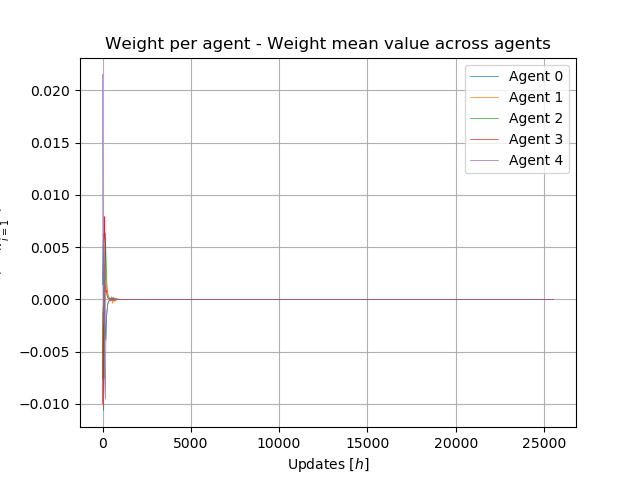 Weight per agent - Weight mean value across agents
0.020
0.015
0.010
0.005
0.000
−0.005
−0.010
0
5000
10000
15000
20000
25000
Updates [h]
Agent 0
Agent 1
Agent 2
Agent 3
Agent 4